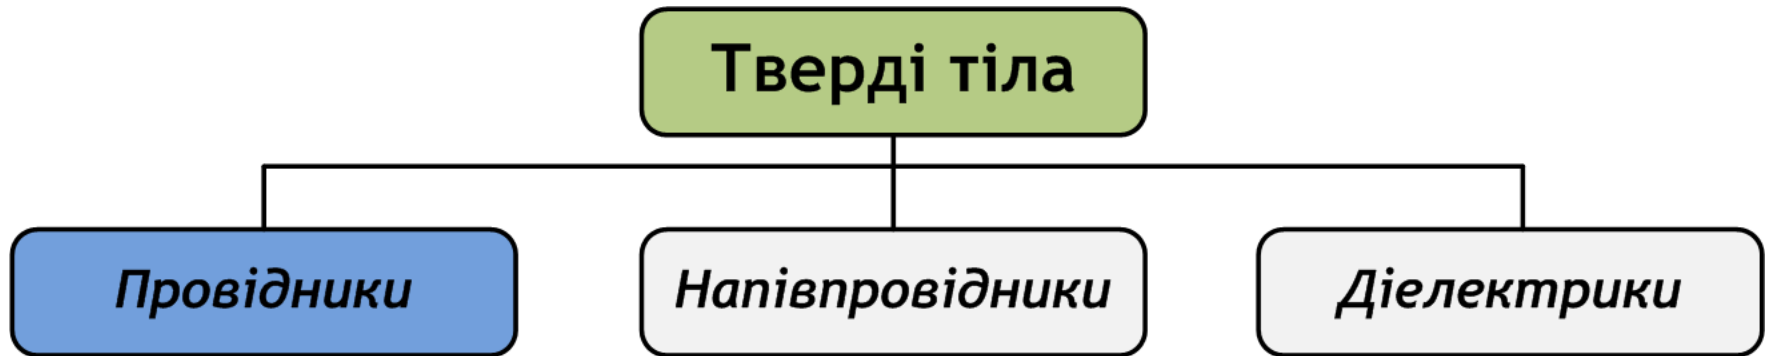 Тверді тіла
Провідники
Напівпровідники
Діелектрики